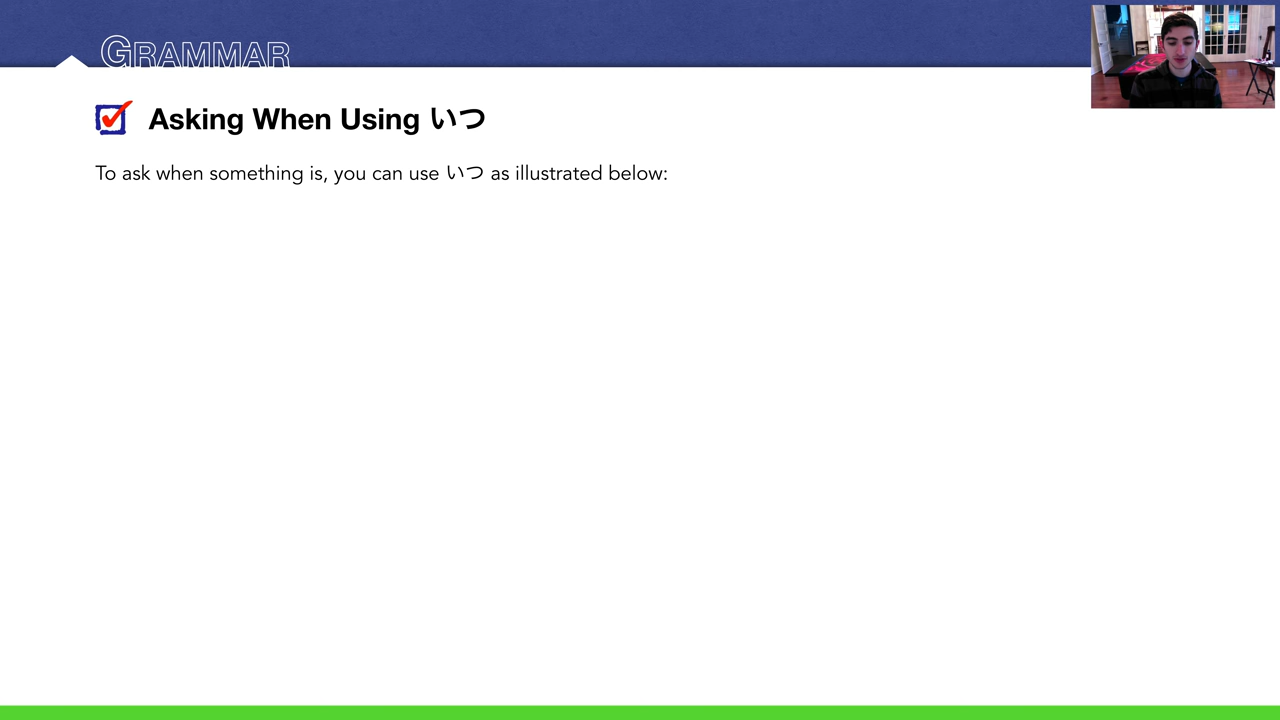 GRAMMAR
Asking When Using いつ
To ask when something is, you can use いつ as illustrated below: